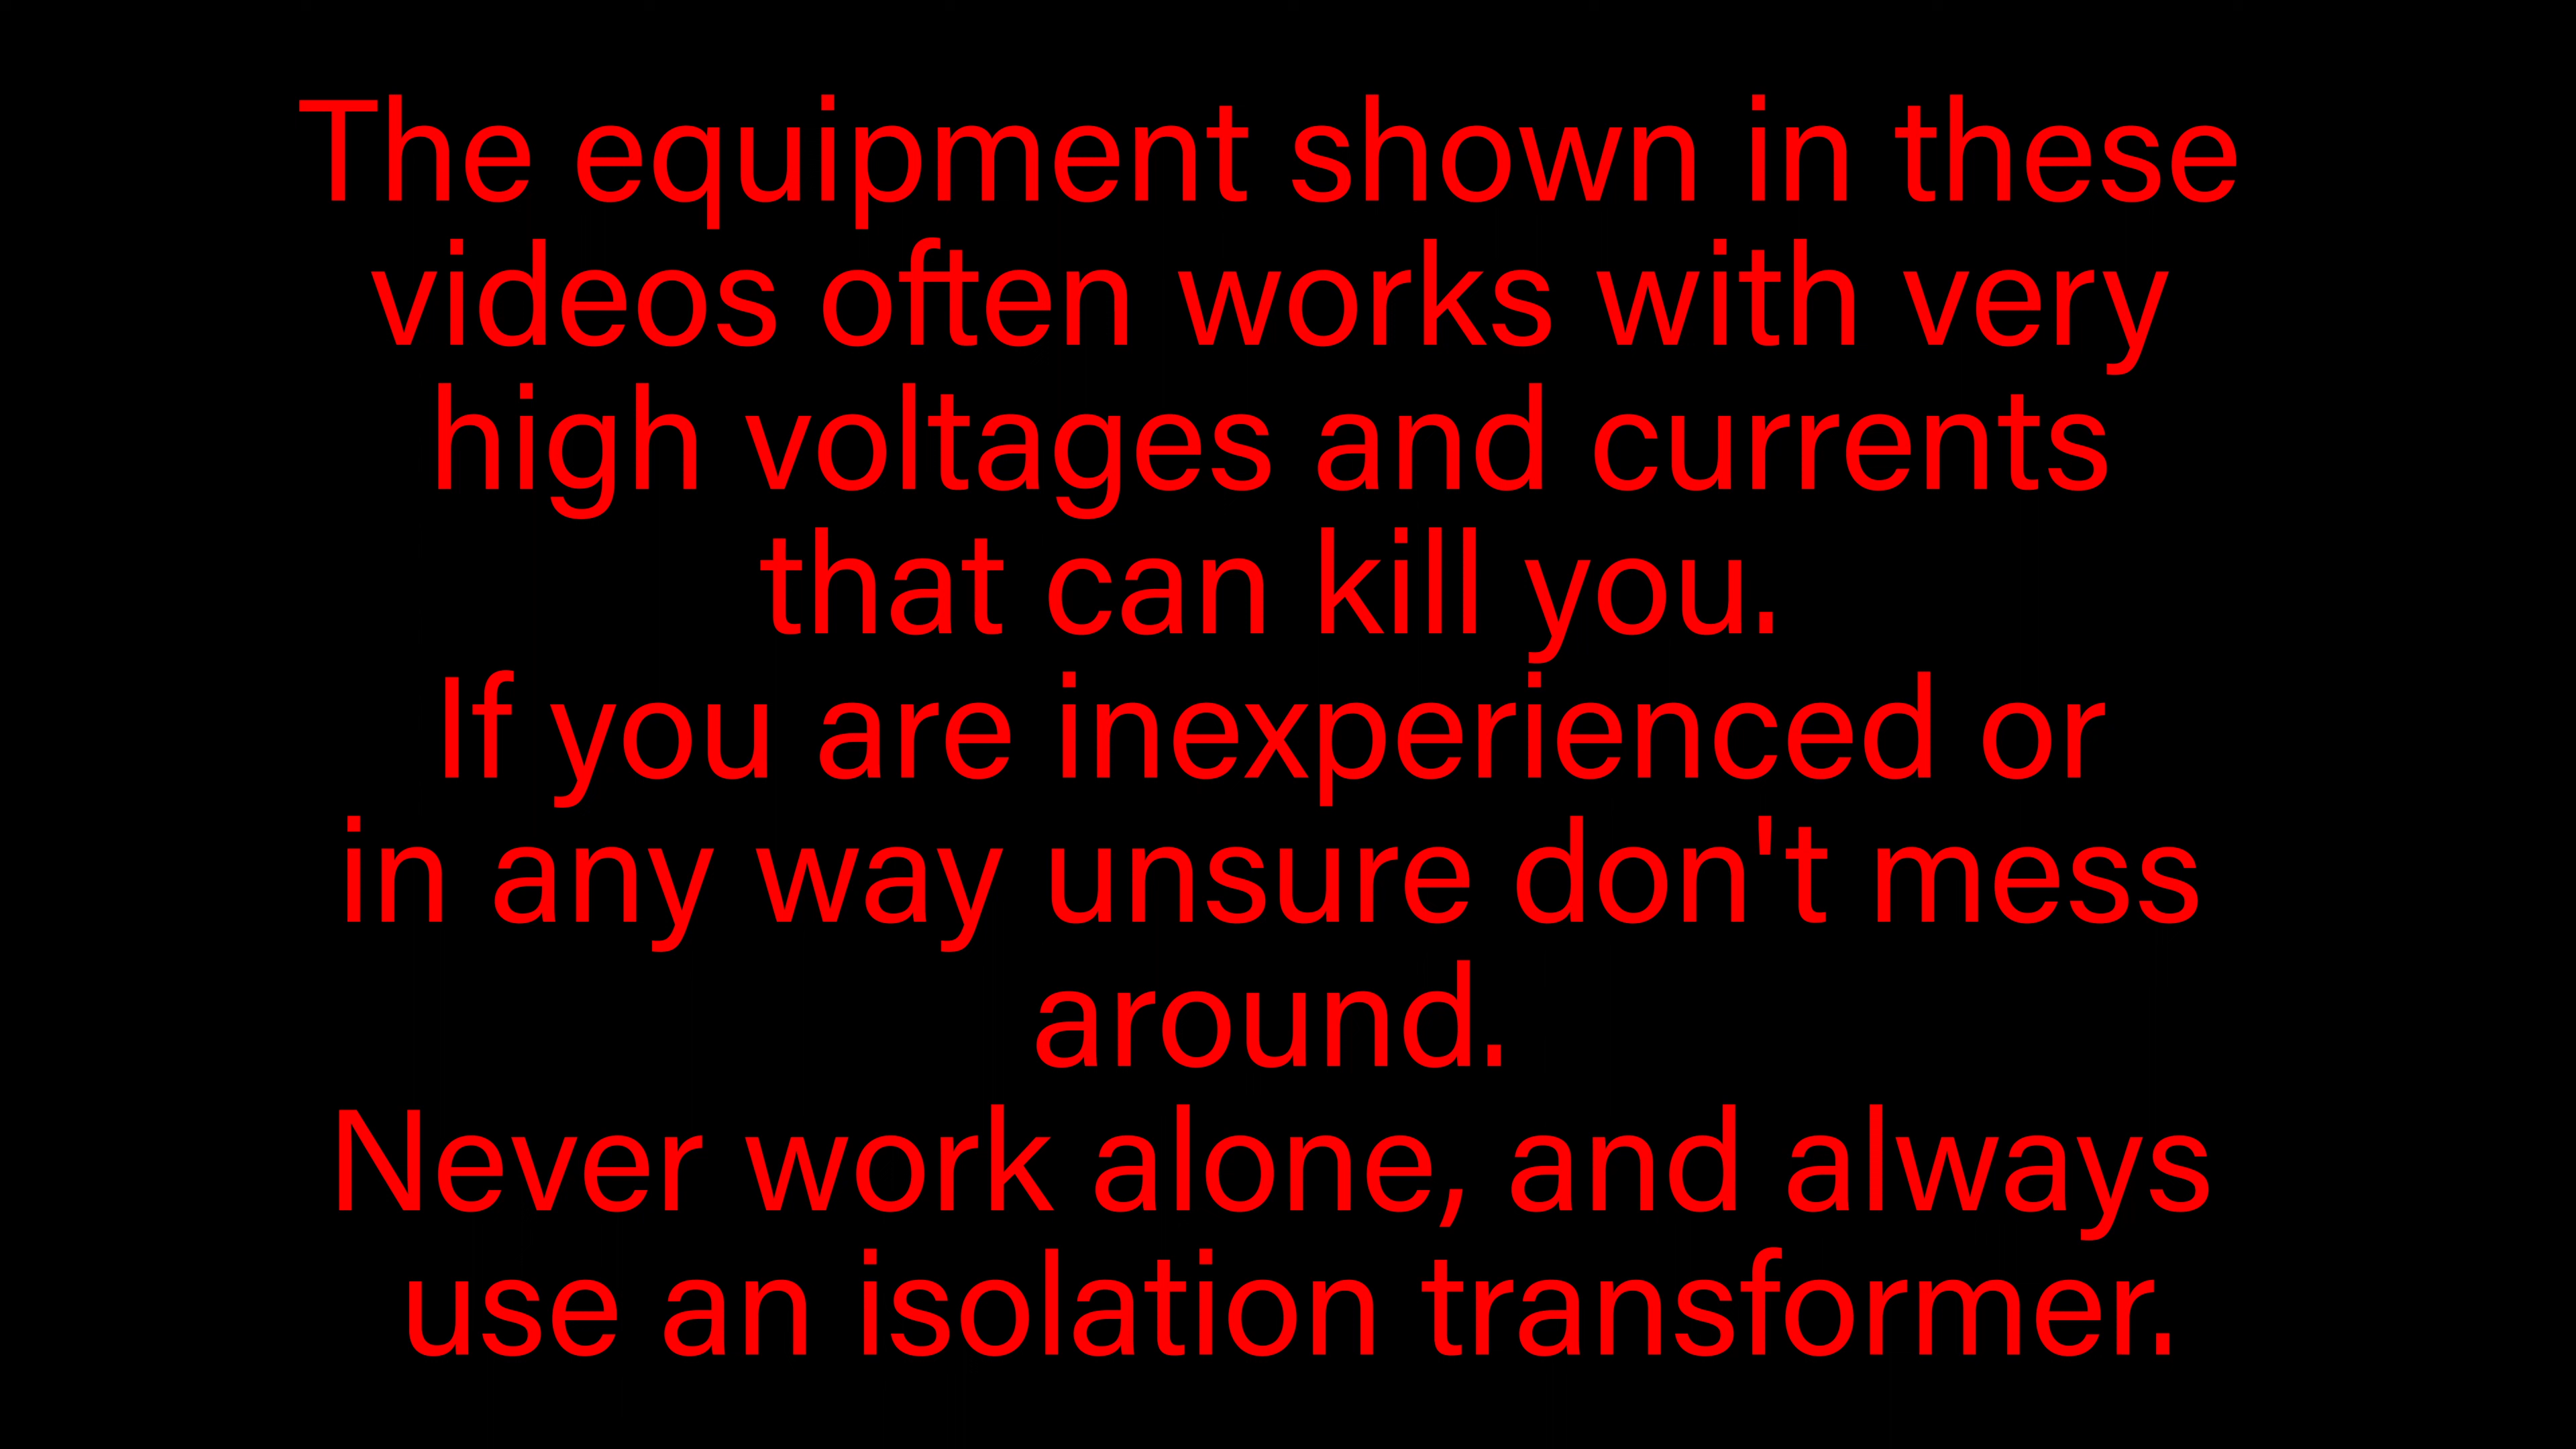 The equipment shown in these
videos often works with very
high voltages and currents
that can kill you.
If you are inexperienced or
in any way unsure don't mess
around.
Never work alone, and always
use an isolation transformer.